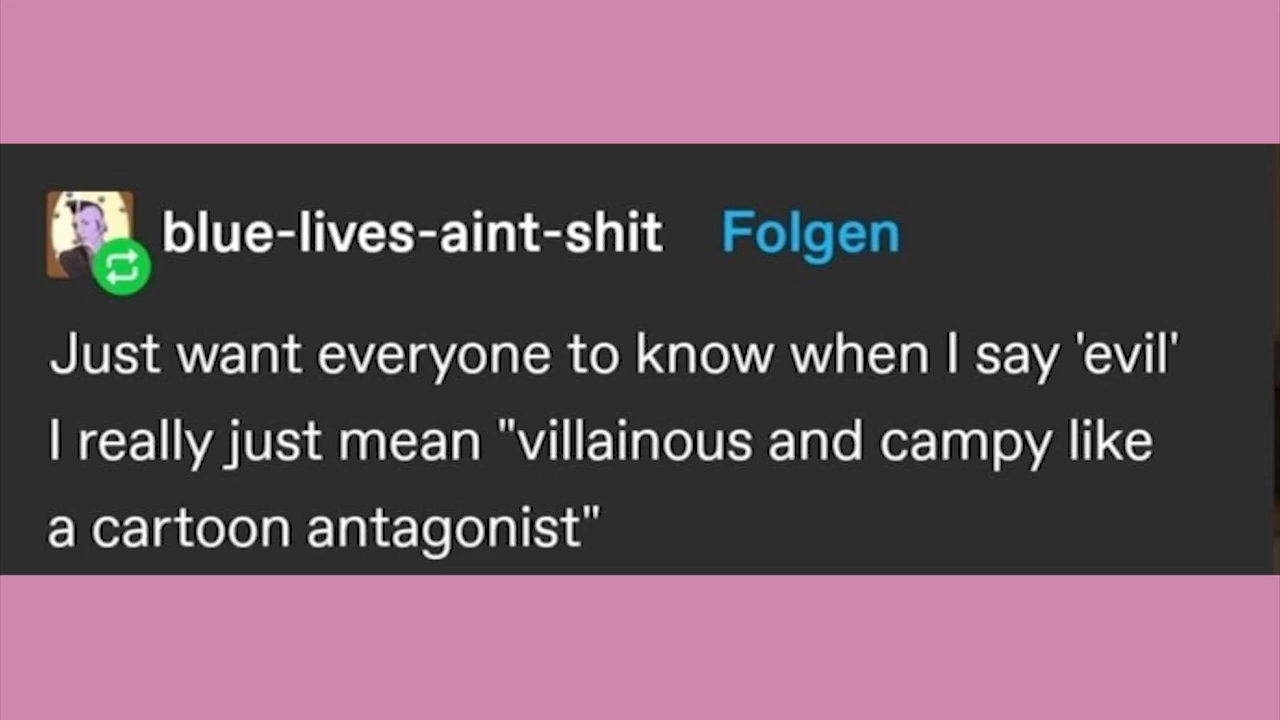 blue-lives-aint-shit Folgen
Just want everyone to know when I say 'evil'
I really just mean "villainous and campy like
a cartoon antagonist"